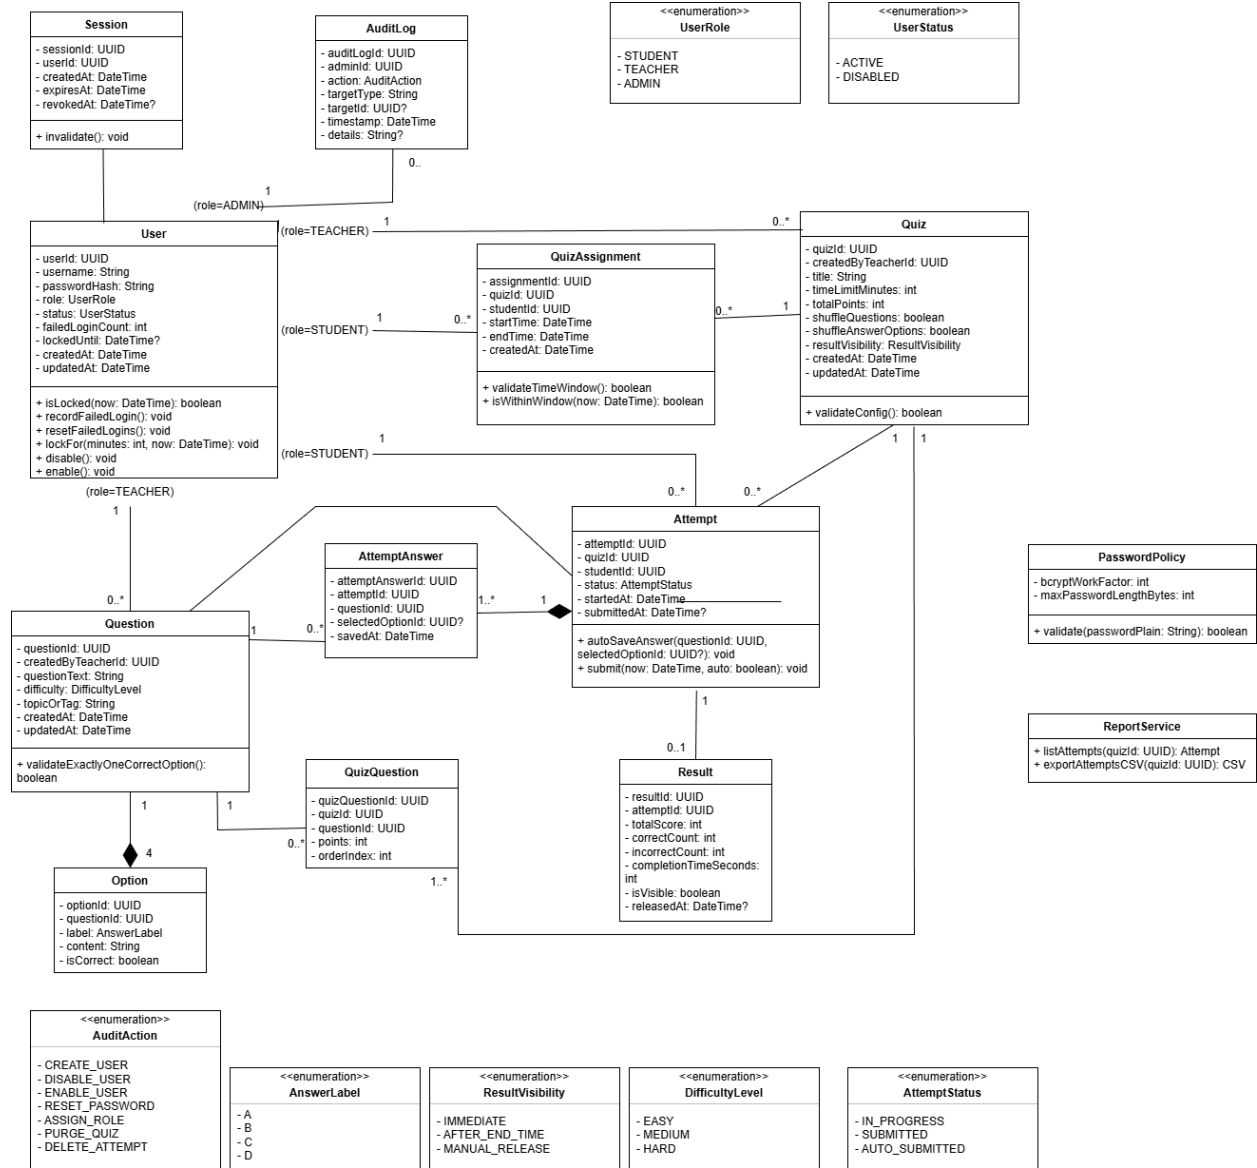 Session
- sessionId: UUID
- userId: UUID
- createdAt: DateTime
- expiresAt: DateTime
- revokedAt: DateTime?
+ invalidate(): void
AuditLog
- auditLogId: UUID
- adminId: UUID
- action: AuditAction
- targetType: String
- targetId: UUID?
- timestamp: DateTime
- details: String?
<<enumeration>>
UserRole
- STUDENT
- TEACHER
- ADMIN
<<enumeration>>
UserStatus
- ACTIVE
- DISABLED
0..
1
(role=ADMIN)
User
- userId: UUID
- username: String
- passwordHash: String
- role: UserRole
- status: UserStatus
- failedLoginCount: int
- lockedUntil: DateTime?
- createdAt: DateTime
- updatedAt: DateTime
+ isLocked(now: DateTime): boolean
+ recordFailedLogin(): void
+ resetFailedLogins(): void
+ lockFor(minutes: int, now: DateTime): void
+ disable(): void
+ enable(): void
(role=TEACHER)
1
0..*
(role=STUDENT)
1
0..*
QuizAssignment
- assignmentId: UUID
- quizId: UUID
- studentId: UUID
- startTime: DateTime
- endTime: DateTime
- createdAt: DateTime
+ validateTimeWindow(): boolean
+ isWithinWindow(now: DateTime): boolean
0..*
1
Quiz
- quizId: UUID
- createdByTeacherId: UUID
- title: String
- timeLimitMinutes: int
- totalPoints: int
- shuffleQuestions: boolean
- shuffleAnswerOptions: boolean
- resultVisibility: ResultVisibility
- createdAt: DateTime
- updatedAt: DateTime
+ validateConfig(): boolean
(role=STUDENT)
1
0..*
1
1
0..*
(role=TEACHER)
1
0..*
AttemptAnswer
- attemptAnswerId: UUID
- attemptId: UUID
- questionId: UUID
- selectedOptionId: UUID?
- savedAt: DateTime
1..*
1
Attempt
- attemptId: UUID
- quizId: UUID
- studentId: UUID
- status: AttemptStatus
- startedAt: DateTime
- submittedAt: DateTime?
+ autoSaveAnswer(questionId: UUID,
selectedOptionId: UUID?): void
+ submit(now: DateTime, auto: boolean): void
PasswordPolicy
- bcryptWorkFactor: int
- maxPasswordLengthBytes: int
+ validate(passwordPlain: String): boolean
Question
- questionId: UUID
- createdByTeacherId: UUID
- questionText: String
- difficulty: DifficultyLevel
- topicOrTag: String
- createdAt: DateTime
- updatedAt: DateTime
+ validateExactlyOneCorrectOption():
boolean
1
0..*
1
0..1
ReportService
+ listAttempts(quizId: UUID): Attempt
+ exportAttemptsCSV(quizId: UUID): CSV
QuizQuestion
- quizQuestionId: UUID
- quizId: UUID
- questionId: UUID
- points: int
- orderIndex: int
Result
- resultId: UUID
- attemptId: UUID
- totalScore: int
- correctCount: int
- incorrectCount: int
- completionTimeSeconds:
int
- isVisible: boolean
- releasedAt: DateTime?
1
1
0..*
4
1..*
Option
- optionId: UUID
- questionId: UUID
- label: AnswerLabel
- content: String
- isCorrect: boolean
<<enumeration>>
AuditAction
- CREATE_USER
- DISABLE_USER
- ENABLE_USER
- RESET_PASSWORD
- ASSIGN_ROLE
- PURGE_QUIZ
- DELETE_ATTEMPT
<<enumeration>>
AnswerLabel
- A
- B
- C
- D
<<enumeration>>
ResultVisibility
- IMMEDIATE
- AFTER_END_TIME
- MANUAL_RELEASE
<<enumeration>>
DifficultyLevel
- EASY
- MEDIUM
- HARD
<<enumeration>>
AttemptStatus
- IN_PROGRESS
- SUBMITTED
- AUTO_SUBMITTED